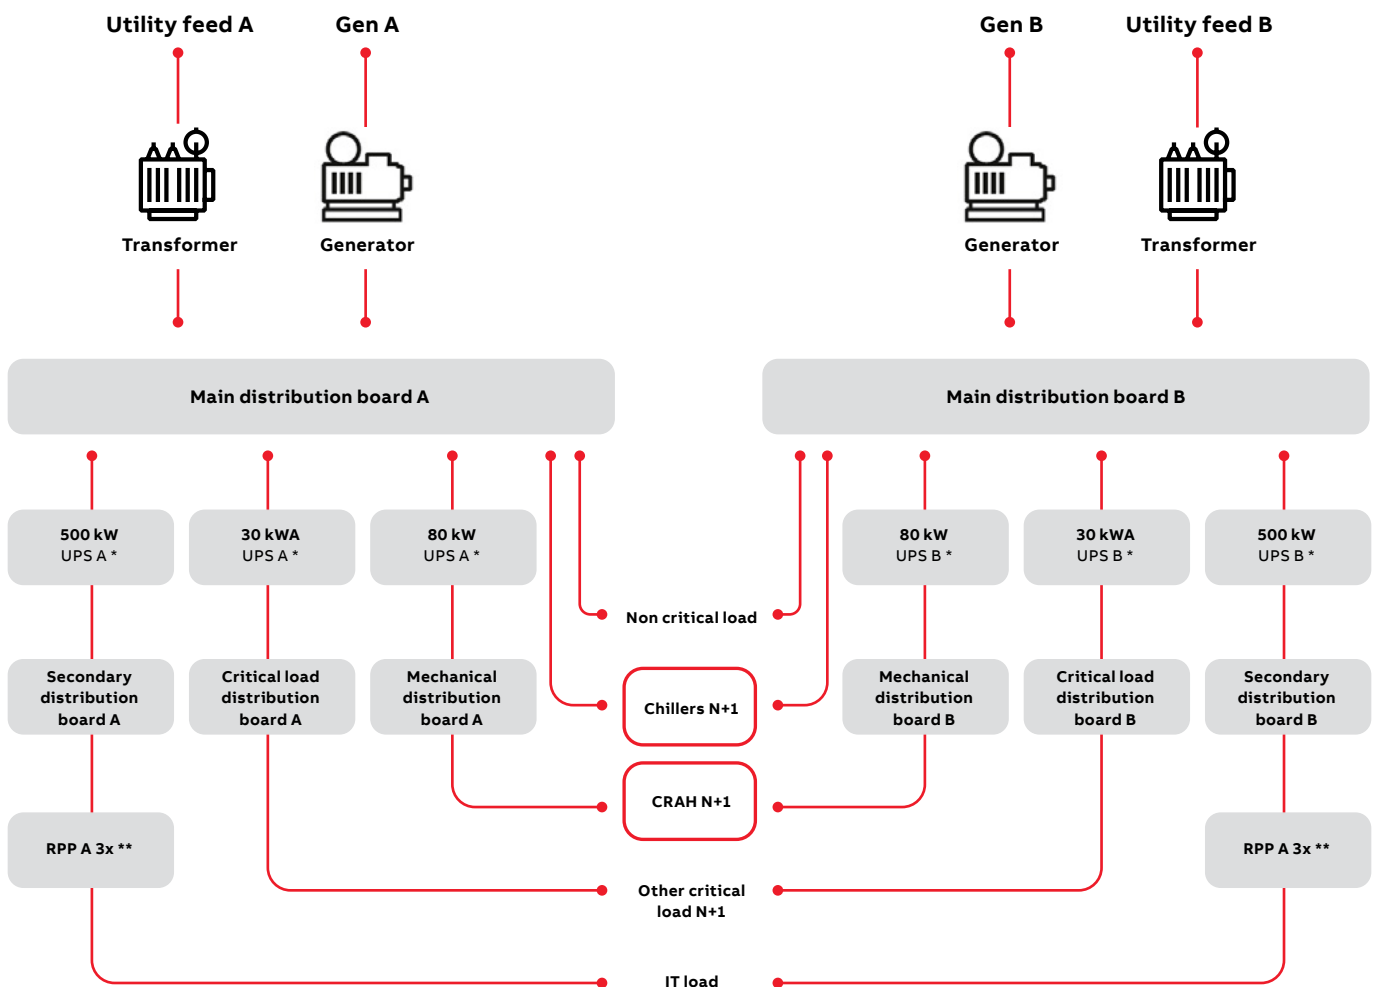 Utility feed A
Gen A
Gen B
Utility feed B
Transformer
Generator
Generator
Transformer
Main distribution board A
Main distribution board B
500 kW
UPS A *
30 kWA
UPS A *
80 kW
UPS A *
80 kW
UPS B *
30 kWA
UPS B *
500 kW
UPS B *
Non critical load
Secondary
distribution
board A
Critical load
distribution
board A
Mechanical
distribution
board A
Chillers N+1
Mechanical
distribution
board B
Critical load
distribution
board B
Secondary
distribution
board B
CRAH N+1
RPP A 3x **
RPP A 3x **
Other critical
load N+1
IT load